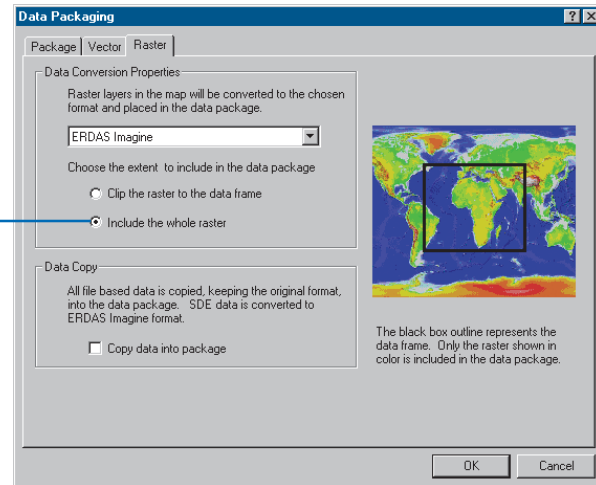 Data Packaging
Package
Vector
Raster
Data Conversion Properties
Raster layers in the map will be converted to the chosen
format and placed in the data package.
ERDAS Imagine
Choose the extent to include in the data package
Clip the raster to the data frame
Include the whole raster
Data Copy
All file based data is copied, keeping the original format,
into the data package. SDE data is converted to
ERDAS Imagine format.
Copy data into package
The black box outline represents the
data frame. Only the raster shown in
color is included in the data package.
OK
Cancel